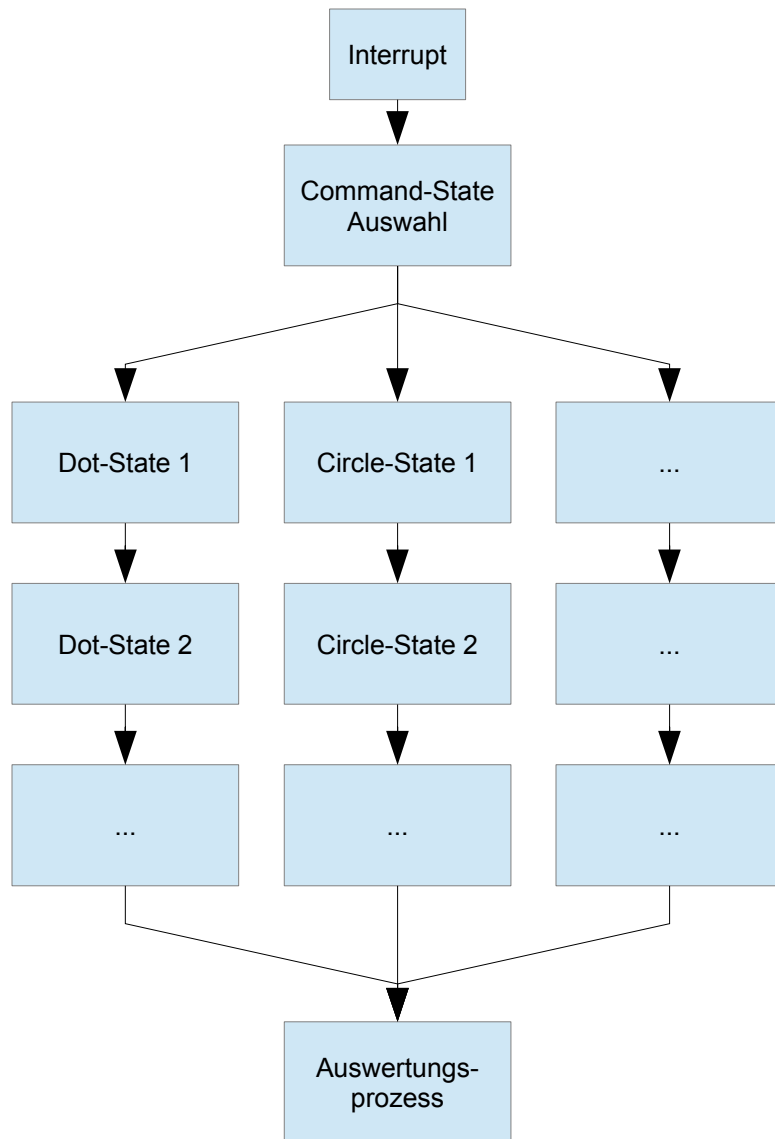 Interrupt
Command-State
Auswahl
Dot-State 1
Circle-State 1
...
Dot-State 2
Circle-State 2
...
...
...
...
Auswertungs-
prozess